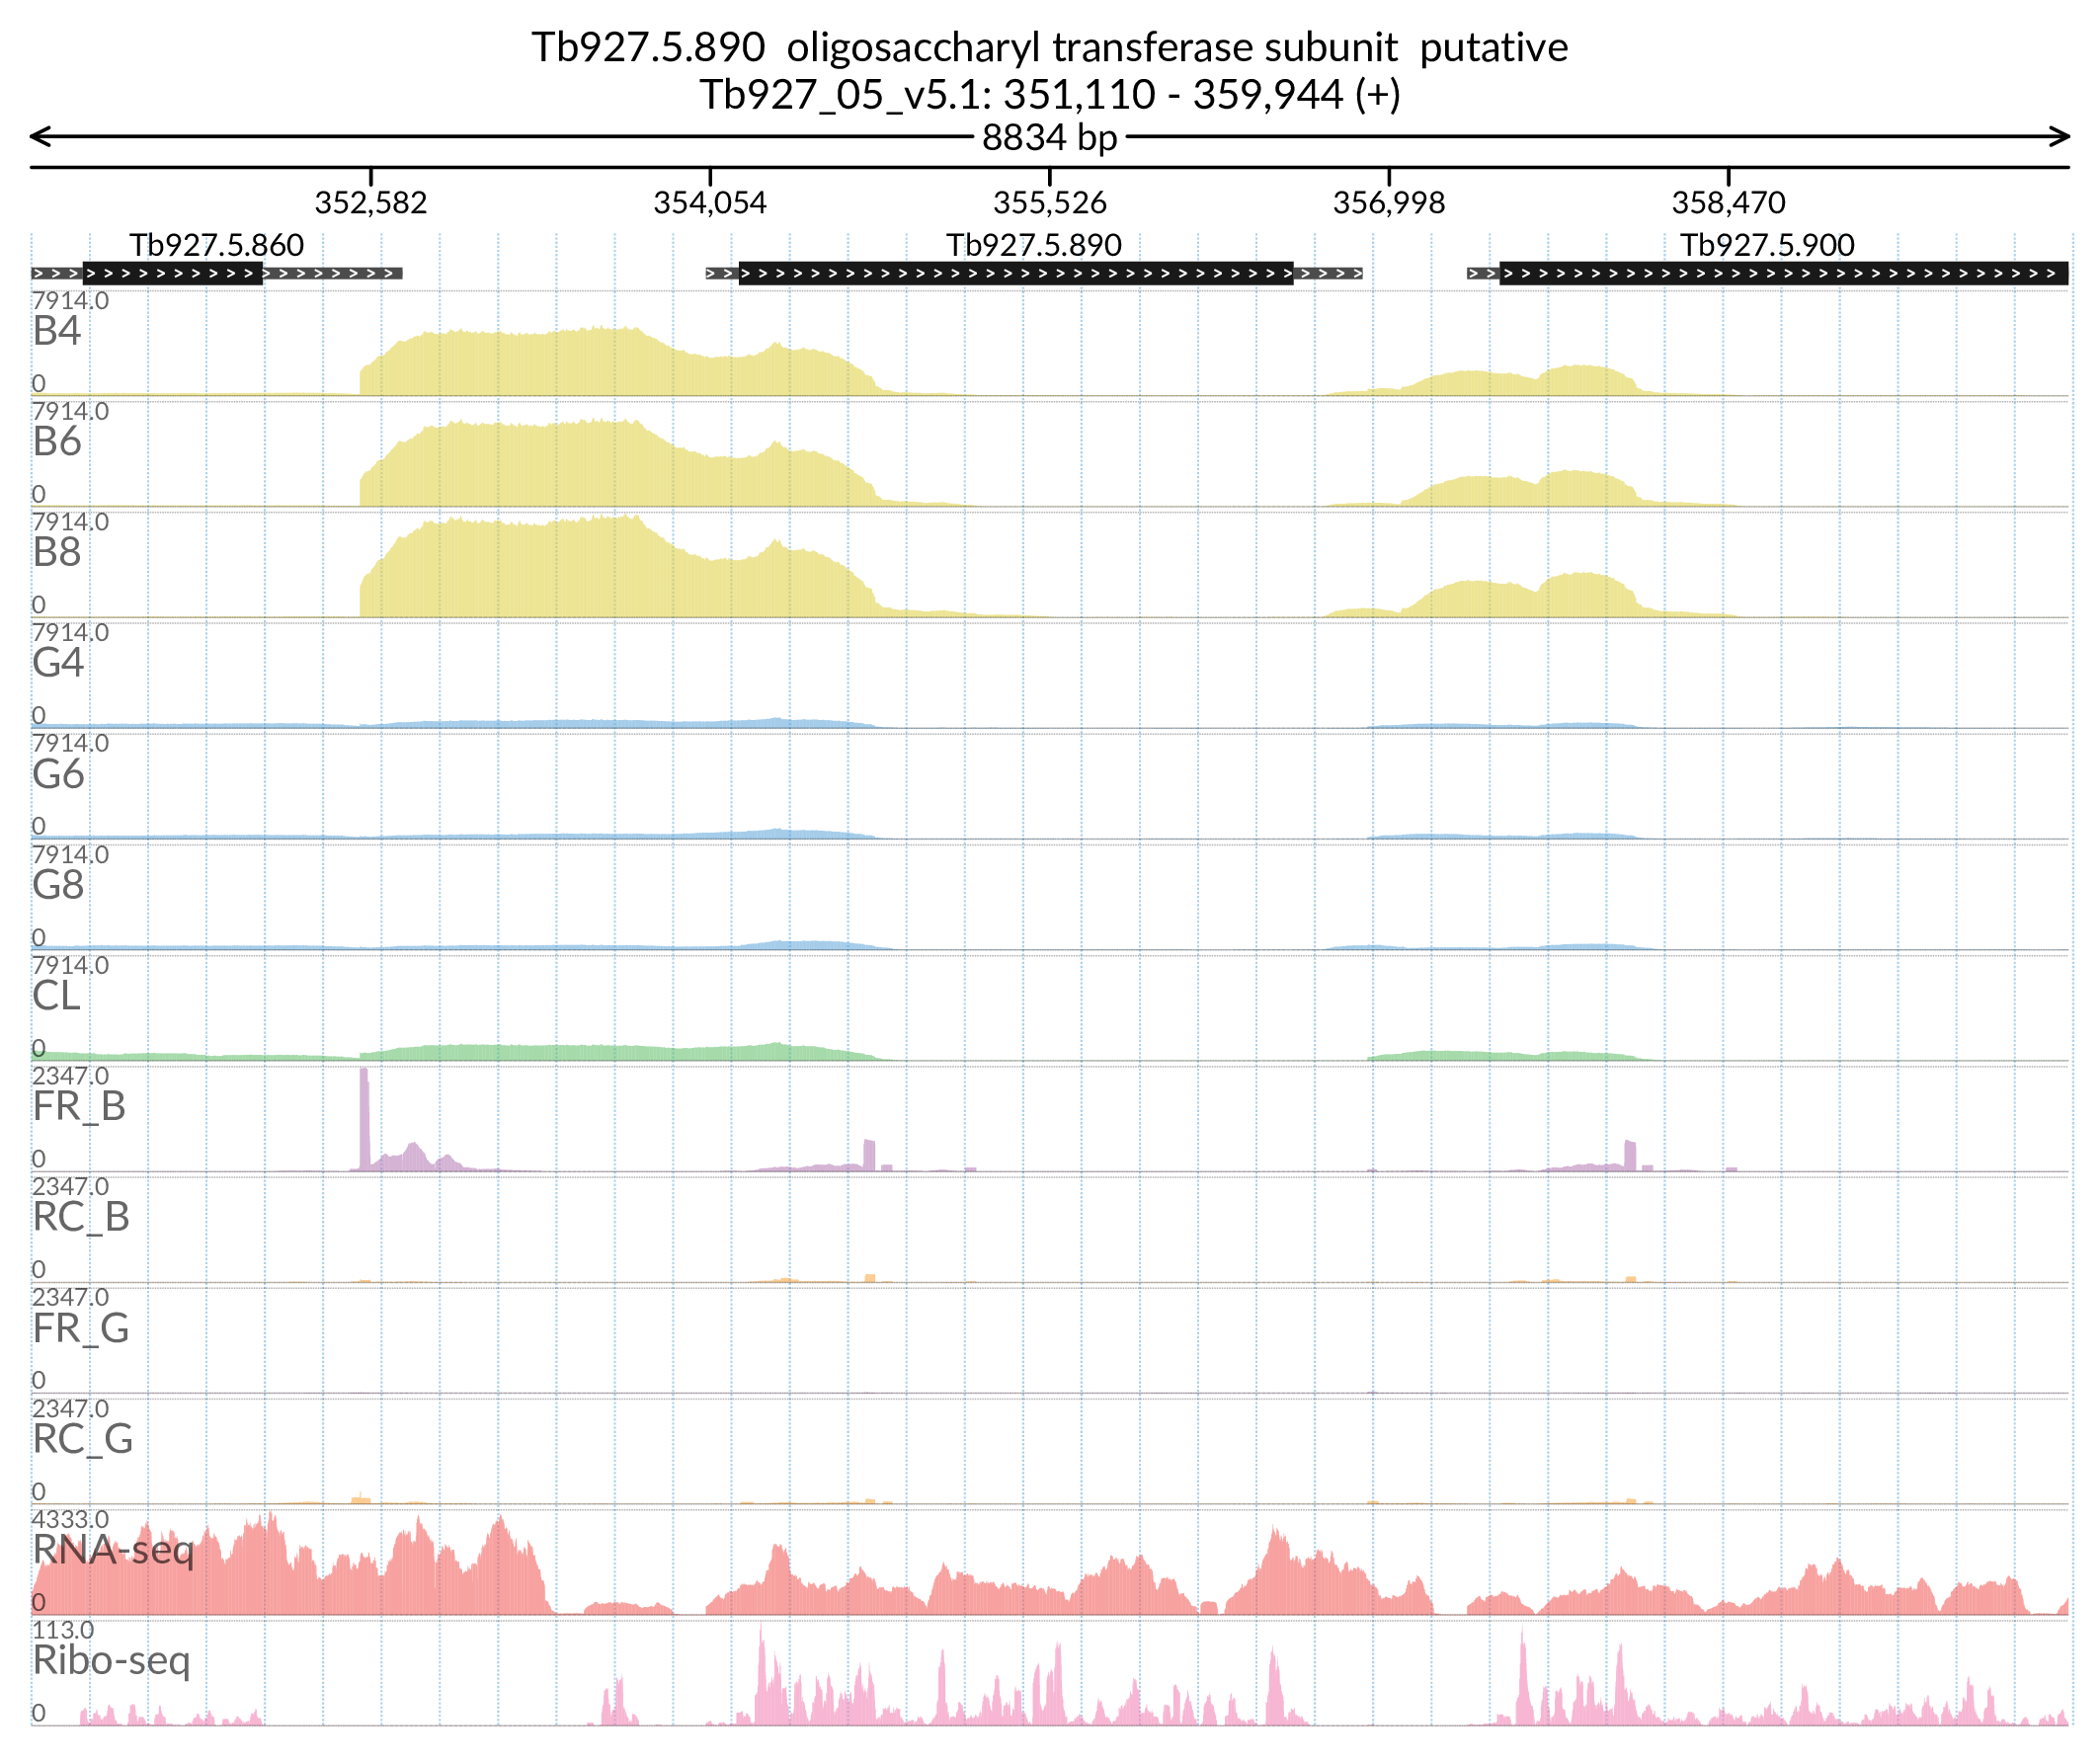 Tb927.5.890  oligosaccharyl transferase subunit  putative
Tb927_05_v5.1: 351,110 - 359,944 (+)
8834 bp
352,582 354,054 355,526 356,998 358,470
Tb927.5.860 Tb927.5.890 Tb927.5.900
7914.0
B4
0
7914.0
B6
0
7914.0
B8
0
7914.0
G4
0
7914.0
G6
0
7914.0
G8
0
7914.0
CL
0
2347.0
FR_B
0
2347.0
RC_B
0
2347.0
FR_G
0
2347.0
RC_G
0
4333.0
RNA-seq
0
113.0
Ribo-seq
0